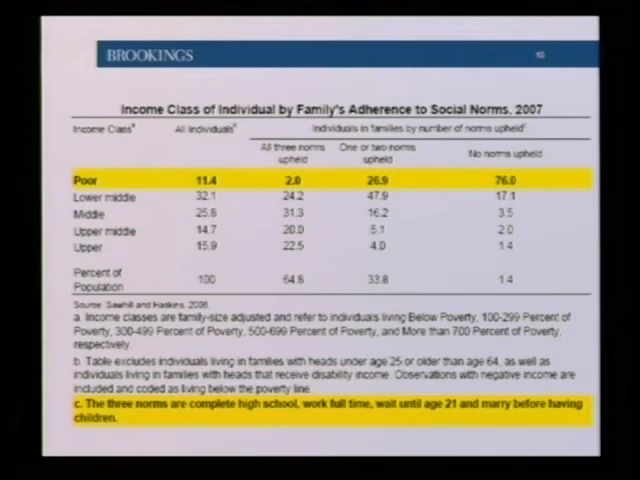 BROOKINGS 10
Income Class of Individual by Family's Adherence to Social Norms, 2007
Income Class a All Individuals b Individuals in families by number of norms upheld c
All three norms upheld One or two norms upheld No norms upheld
Poor 11.4 2.0 26.9 76.0
Lower middle 32.1 24.2 47.9 17.1
Middle 25.8 31.3 16.2 3.5
Upper middle 14.7 20.0 5.1 2.0
Upper 15.9 22.5 4.0 1.4
Percent of Population 100 64.8 33.8 1.4
Source: Sawhill and Haskins,
a. Income classes are family-size adjusted and refer to individuals living Below Poverty, 100-299 Percent of
Poverty, 300-499 Percent of Poverty, 500-699 Percent of Poverty, and More than 700 Percent of Poverty,
respectively.
b. Table excludes individuals living in families with heads under age 25 or older than age 64, as well as
individuals living in families with heads that receive disability income. Observations with negative income are
included and coded as living below the poverty line.
c. The three norms are complete high school, work full time, wait until age 21 and marry before having
children.